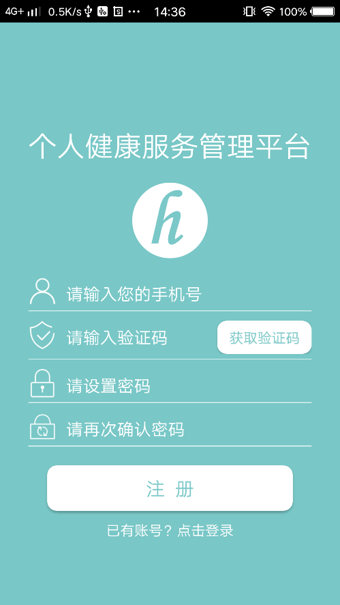 4G+ 0.5K/s 14:36 100%
个人健康服务管理平台
h
请输入您的手机号
请输入验证码 获取验证码
请设置密码
请再次确认密码
注 册
已有账号？点击登录